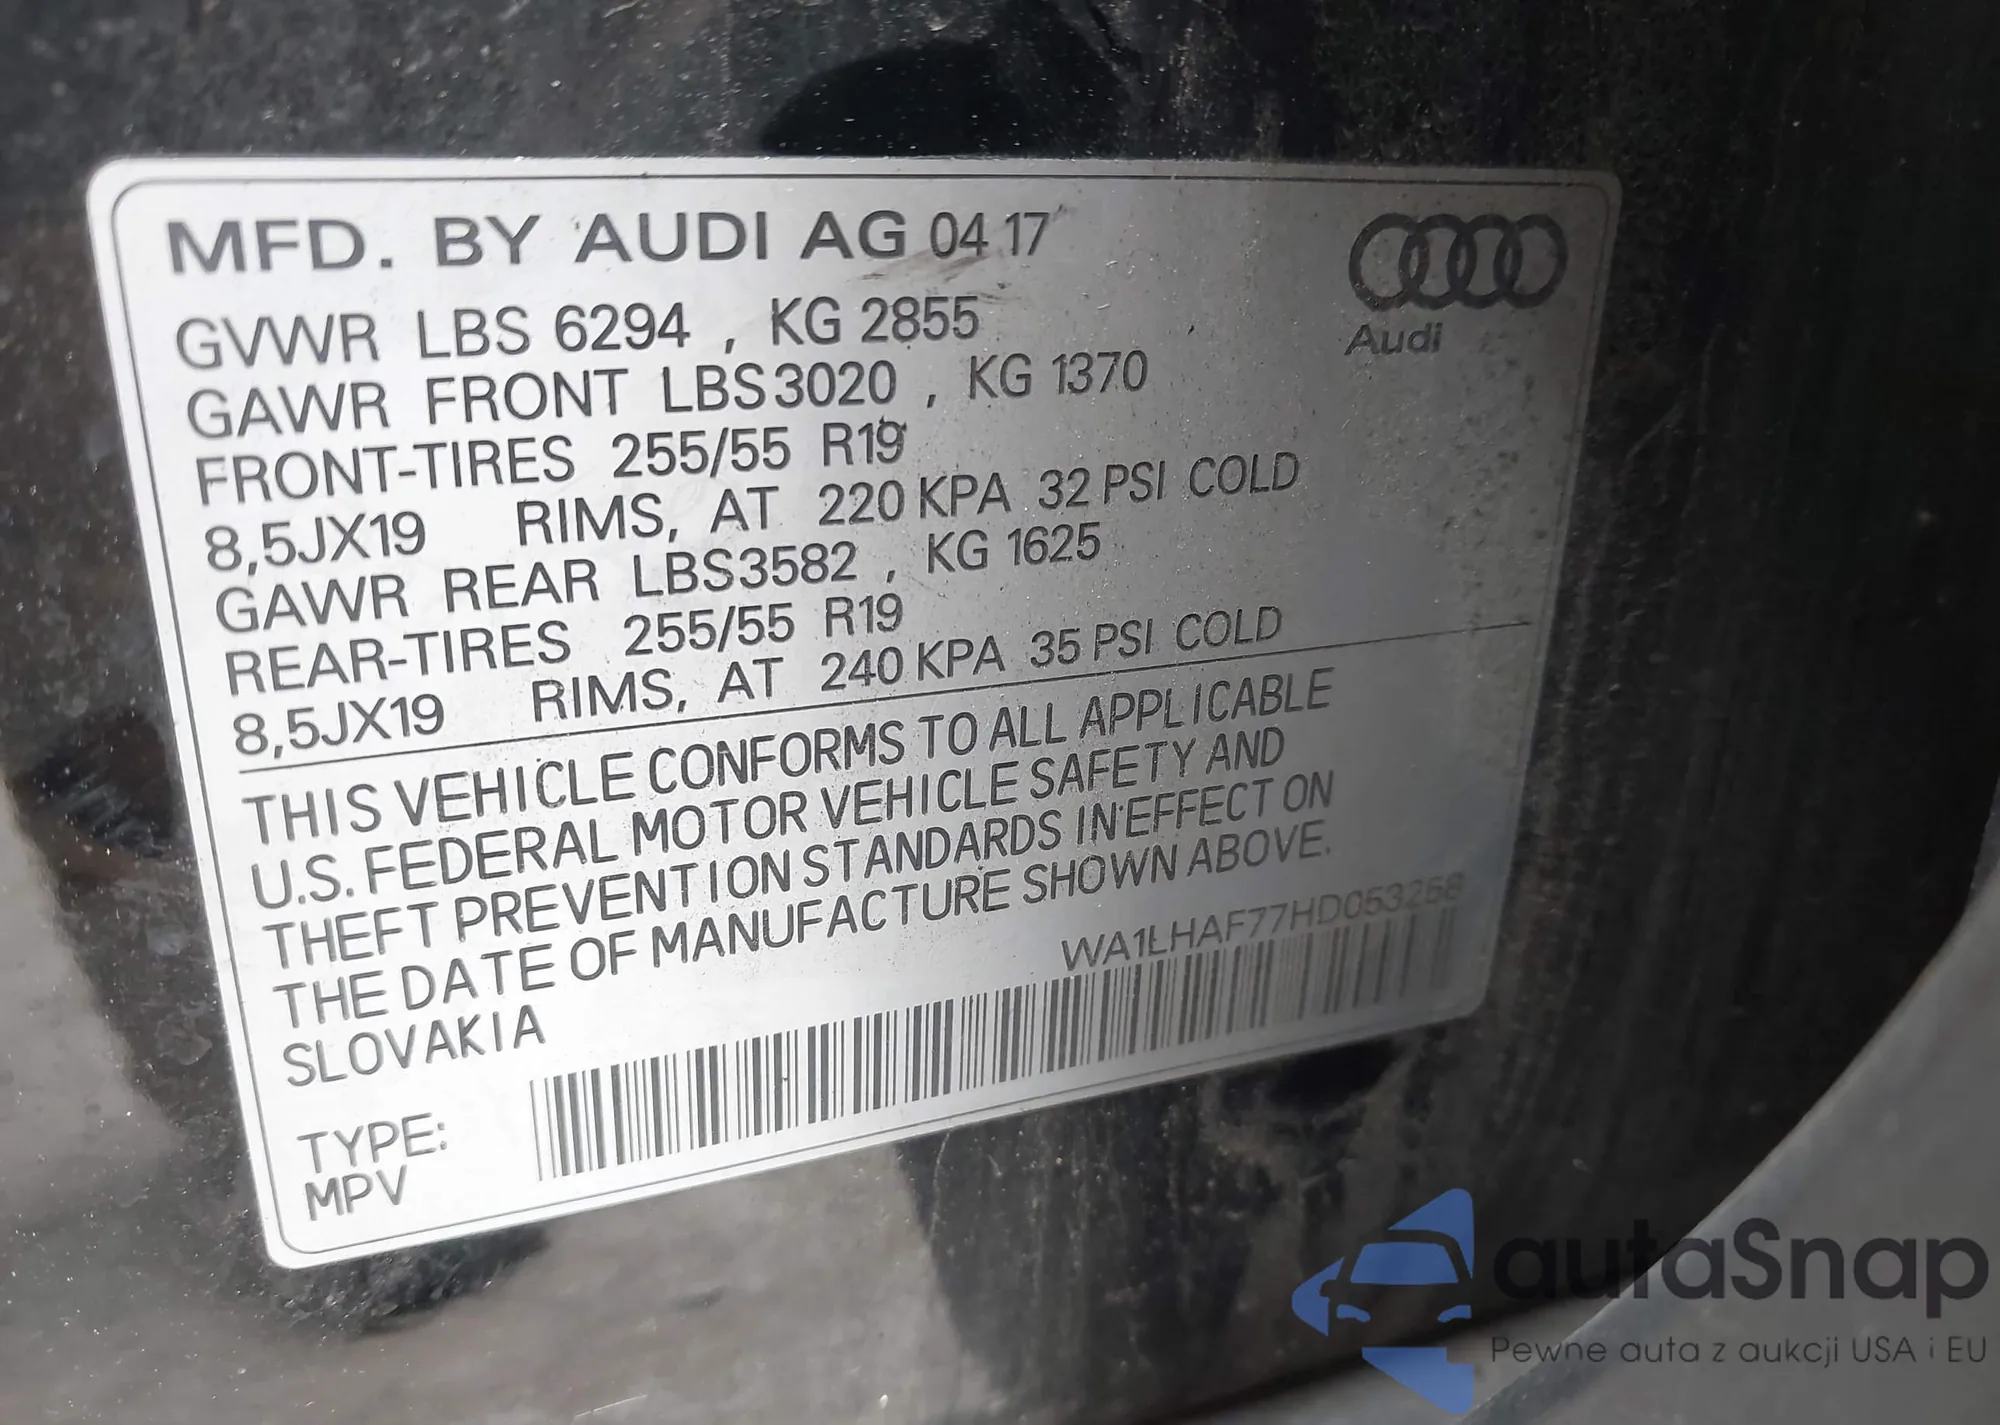 MFD. BY AUDI AG 04 17
Audi
GVWR LBS 6294 , KG 2855
GAWR FRONT LBS3020 , KG 1370
FRONT-TIRES 255/55 R19
8,5JX19 RIMS, AT 220 KPA 32 PSI COLD
GAWR REAR LBS3582 , KG 1625
REAR-TIRES 255/55 R19
8,5JX19 RIMS, AT 240 KPA 35 PSI COLD
THIS VEHICLE CONFORMS TO ALL APPLICABLE
U.S. FEDERAL MOTOR VEHICLE SAFETY AND
THEFT PREVENTION STANDARDS IN EFFECT ON
THE DATE OF MANUFACTURE SHOWN ABOVE.
SLOVAKIA
WA1LHAF77HD053258
TYPE:
MPV
autaSnap
Pewne auta z aukcji USA i EU